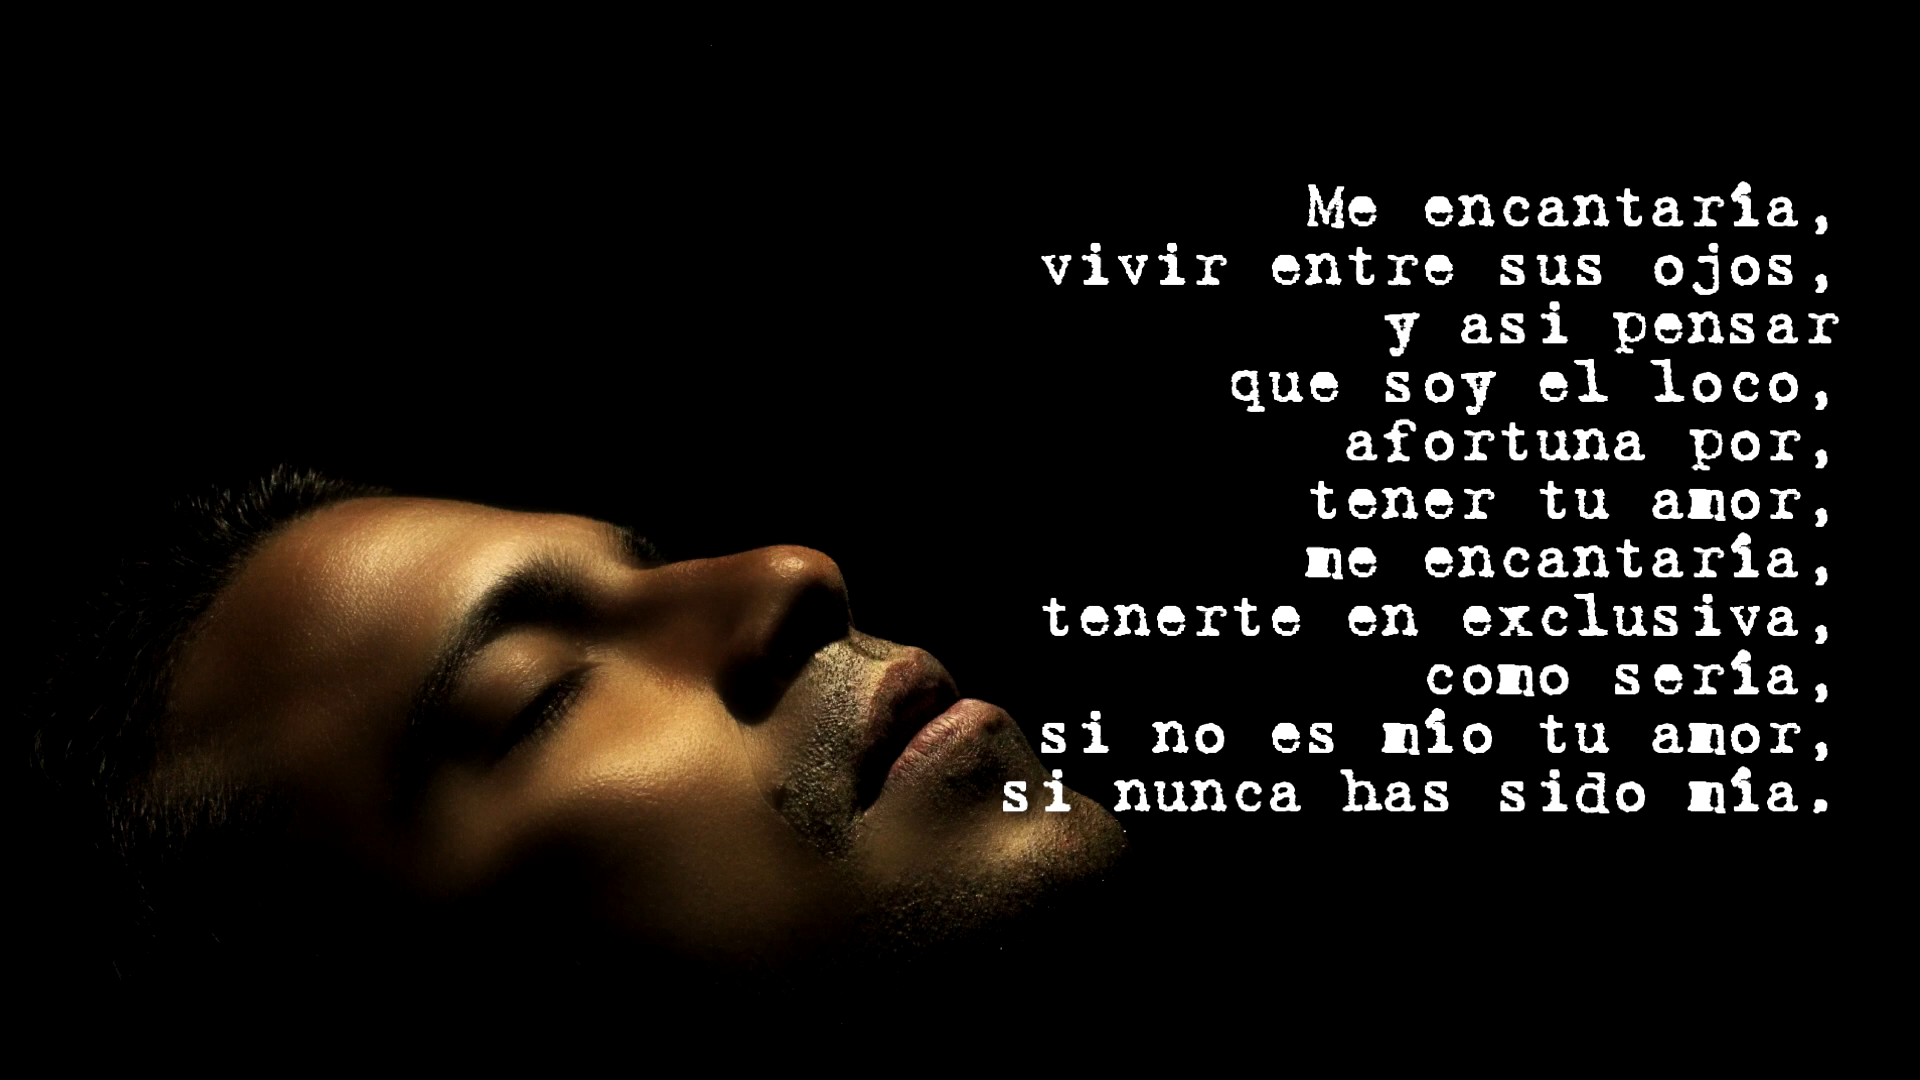 Me encantaría,
vivir entre sus ojos,
y asi pensar
que soy el loco,
afortuna por,
tener tu amor,
me encantaría,
tenerte en exclusiva,
como sería,
si no es mío tu amor,
si nunca has sido mía.